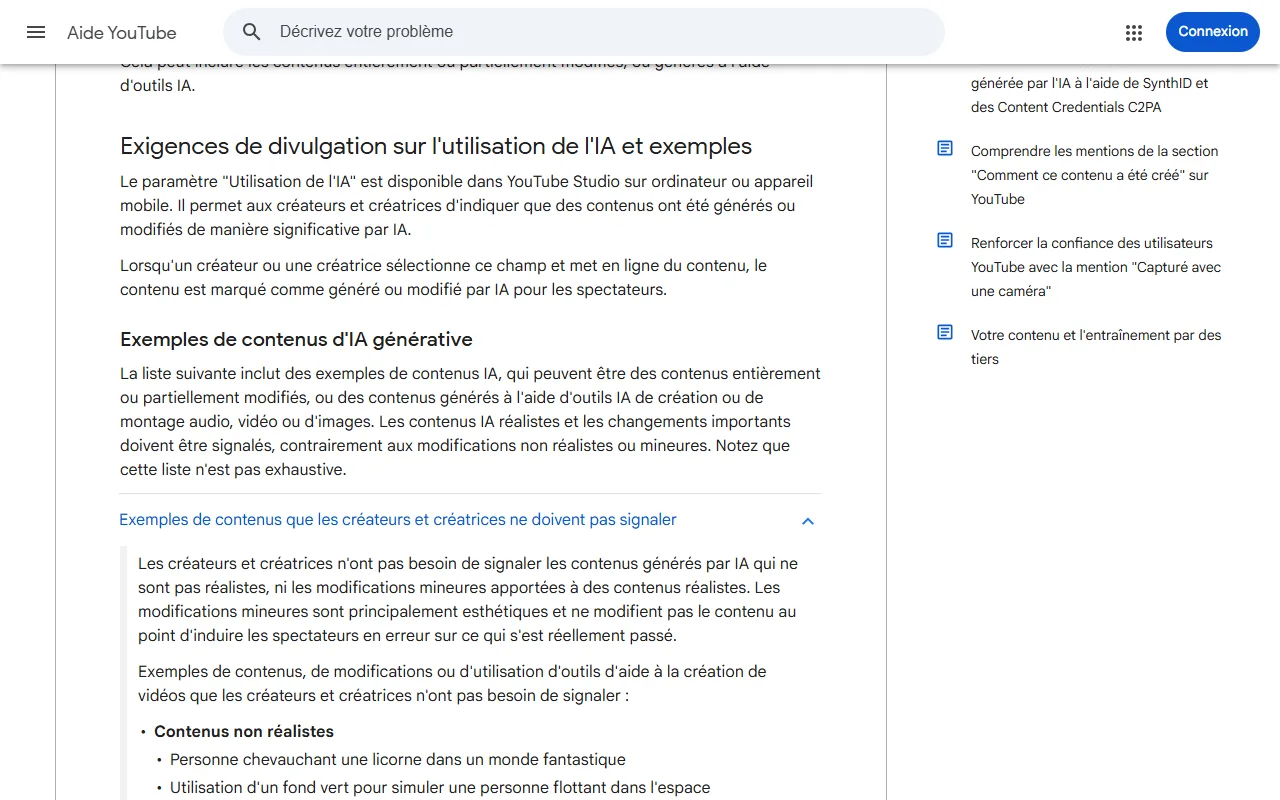 Aide YouTube
Décrivez votre problème
Connexion
Cela peut inclure les contenus entièrement ou partiellement modifiés, ou générés à l'aide
d'outils IA.
Exigences de divulgation sur l'utilisation de l'IA et exemples
Le paramètre "Utilisation de l'IA" est disponible dans YouTube Studio sur ordinateur ou appareil
mobile. Il permet aux créateurs et créatrices d'indiquer que des contenus ont été générés ou
modifiés de manière significative par IA.
Lorsqu'un créateur ou une créatrice sélectionne ce champ et met en ligne du contenu, le
contenu est marqué comme généré ou modifié par IA pour les spectateurs.
Exemples de contenus d'IA générative
La liste suivante inclut des exemples de contenus IA, qui peuvent être des contenus entièrement
ou partiellement modifiés, ou des contenus générés à l'aide d'outils IA de création ou de
montage audio, vidéo ou d'images. Les contenus IA réalistes et les changements importants
doivent être signalés, contrairement aux modifications non réalistes ou mineures. Notez que
cette liste n'est pas exhaustive.
Exemples de contenus que les créateurs et créatrices ne doivent pas signaler
Les créateurs et créatrices n'ont pas besoin de signaler les contenus générés par IA qui ne
sont pas réalistes, ni les modifications mineures apportées à des contenus réalistes. Les
modifications mineures sont principalement esthétiques et ne modifient pas le contenu au
point d'induire les spectateurs en erreur sur ce qui s'est réellement passé.
Exemples de contenus, de modifications ou d'utilisation d'outils d'aide à la création de
vidéos que les créateurs et créatrices n'ont pas besoin de signaler :
• Contenus non réalistes
• Personne chevauchant une licorne dans un monde fantastique
• Utilisation d'un fond vert pour simuler une personne flottant dans l'espace
générée par l'IA à l'aide de SynthID et
des Content Credentials C2PA
Comprendre les mentions de la section
"Comment ce contenu a été créé" sur
YouTube
Renforcer la confiance des utilisateurs
YouTube avec la mention "Capturé avec
une caméra"
Votre contenu et l'entraînement par des
tiers